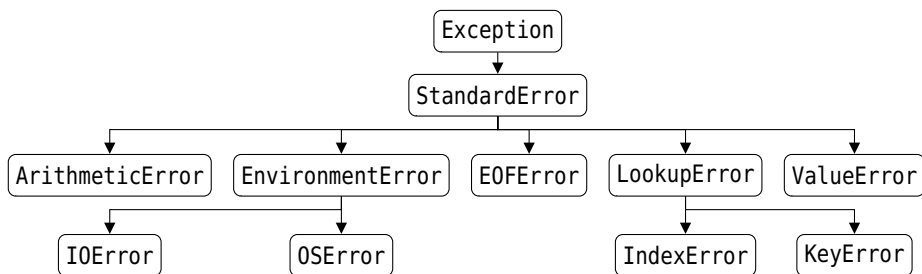 Exception
StandardError
ArithmeticError EnvironmentError EOFError LookupError ValueError
IOError OSError IndexError KeyError